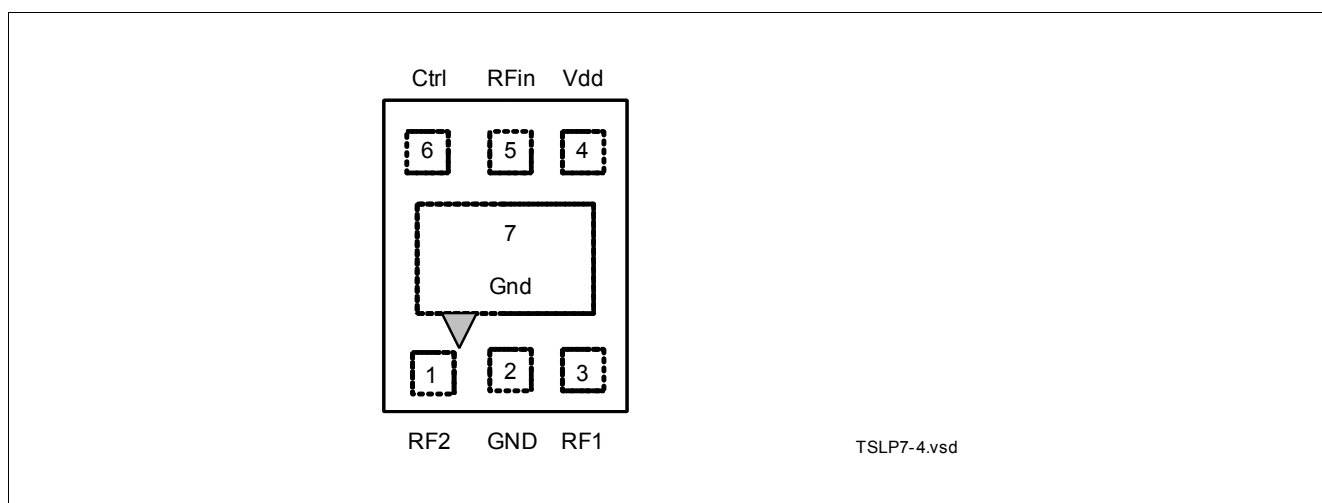 Ctrl RFin Vdd
6 5 4
7
Gnd
1 2 3
RF2 GND RF1
TSLP7-4.vsd